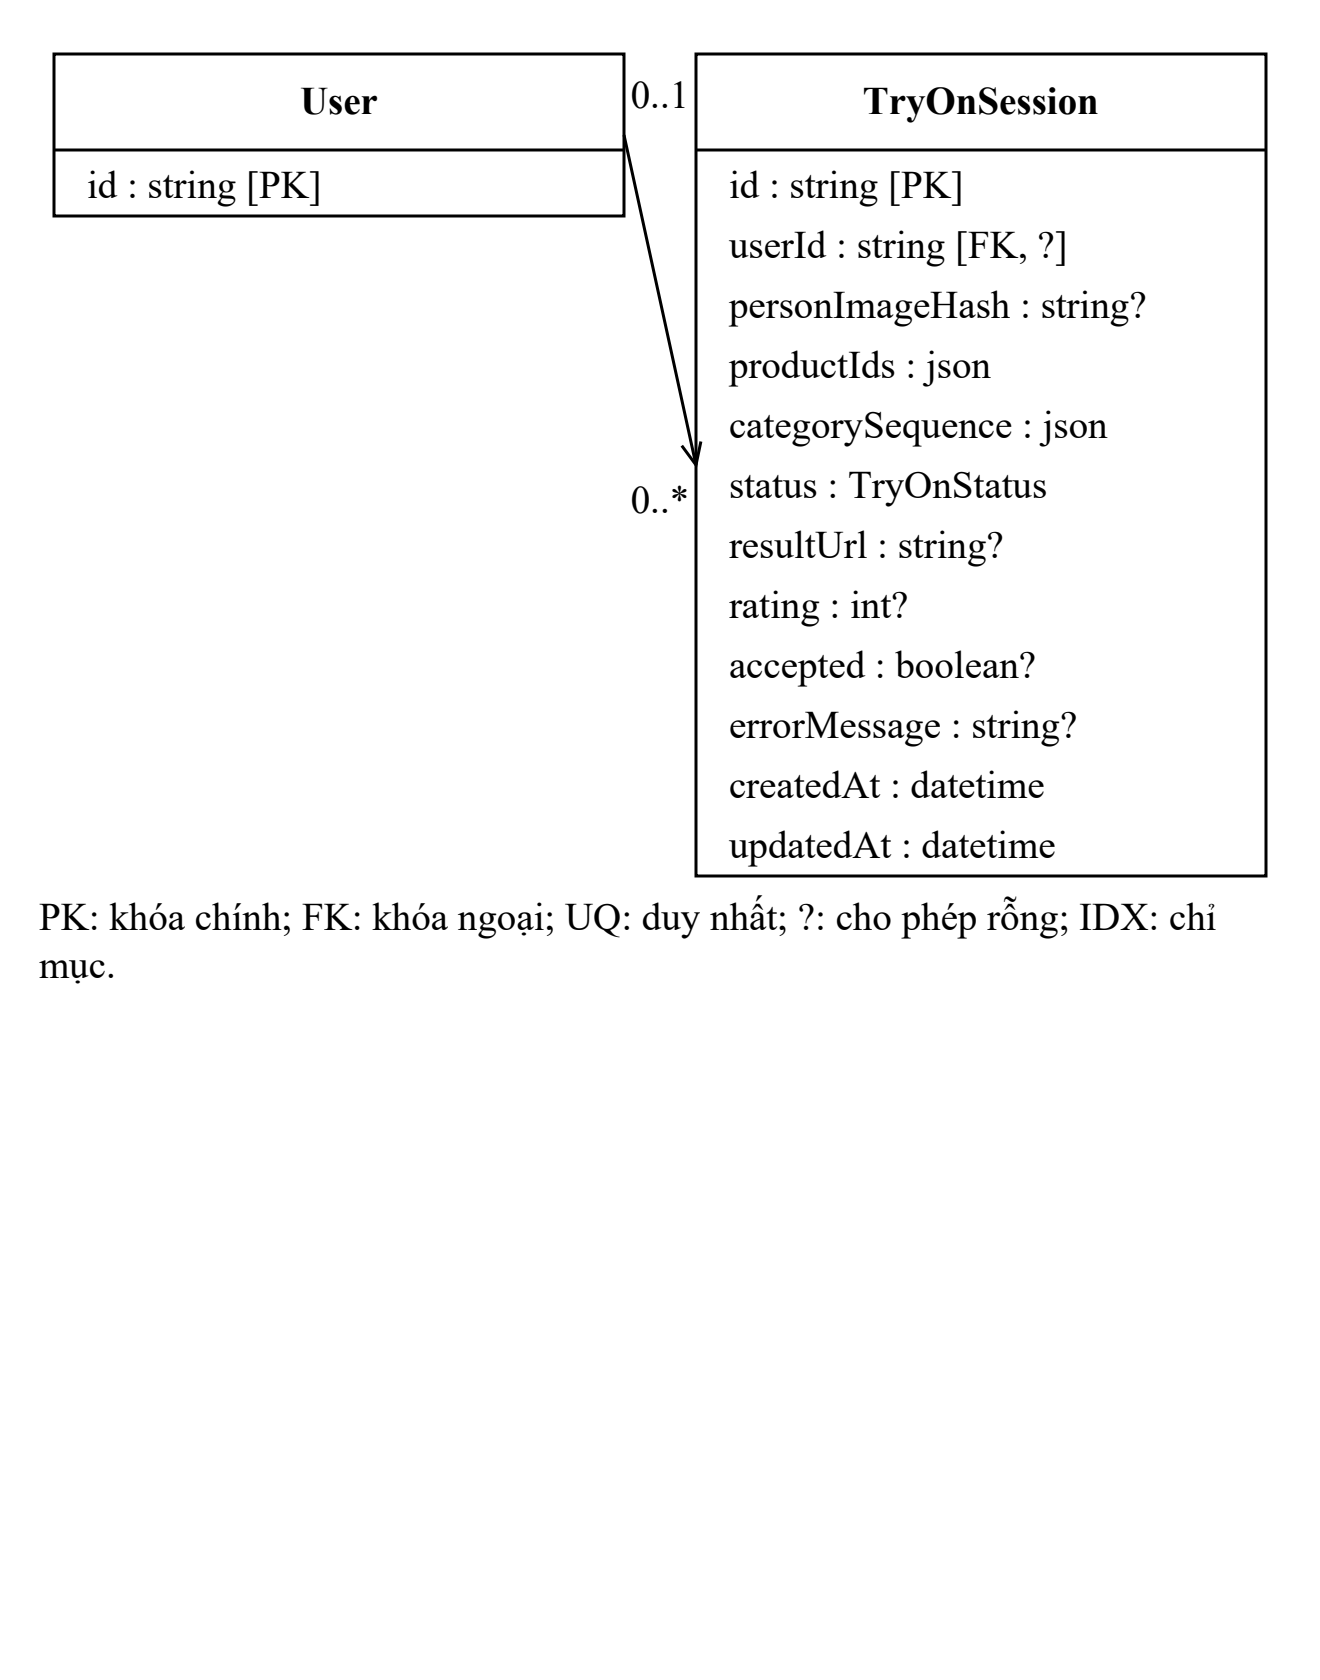 User
id : string [PK]
0..1
0..*
TryOnSession
id : string [PK]
userId : string [FK, ?]
personImageHash : string?
productIds : json
categorySequence : json
status : TryOnStatus
resultUrl : string?
rating : int?
accepted : boolean?
errorMessage : string?
createdAt : datetime
updatedAt : datetime
PK: khóa chính; FK: khóa ngoại; UQ: duy nhất; ?: cho phép rỗng; IDX: chỉ
mục.